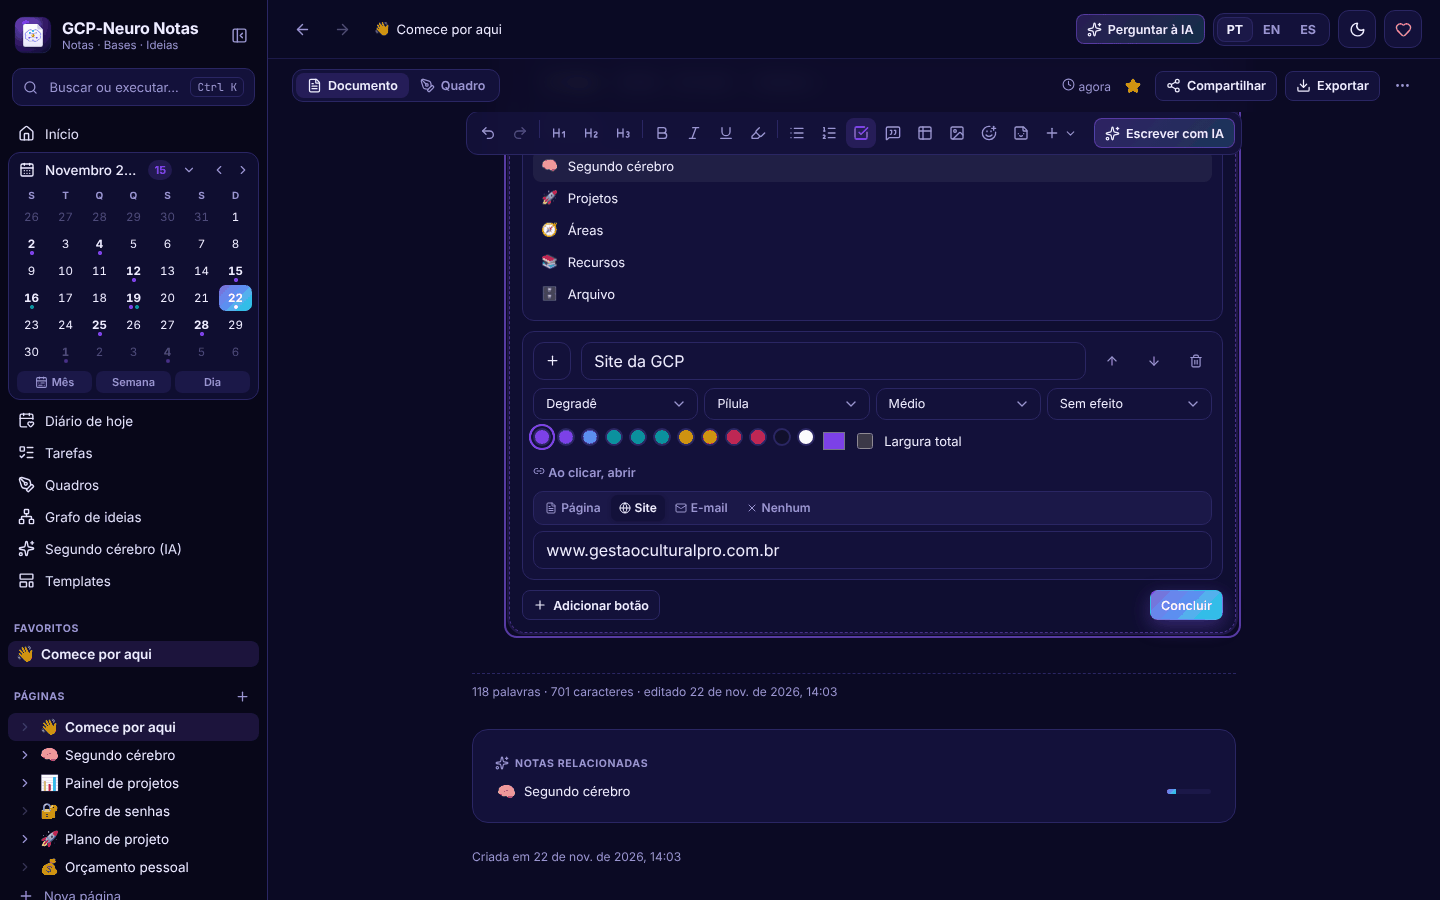 GCP-Neuro Notas
Notas · Bases · Ideias
Buscar ou executar... Ctrl K
Início
Novembro 2... 15
S T Q Q S S D
26 27 28 29 30 31 1
2 3 4 5 6 7 8
9 10 11 12 13 14 15
16 17 18 19 20 21 22
23 24 25 26 27 28 29
30 1 2 3 4 5 6
Mês Semana Dia
Diário de hoje
Tarefas
Quadros
Grafo de ideias
Segundo cérebro (IA)
Templates
FAVORITOS
Comece por aqui
PÁGINAS
Comece por aqui
Segundo cérebro
Painel de projetos
Cofre de senhas
Plano de projeto
Orçamento pessoal
Nova página
Comece por aqui
Perguntar à IA
PT EN ES
Documento Quadro
agora
Compartilhar
Exportar
H1 H2 H3 B I U
Escrever com IA
Segundo cérebro
Projetos
Áreas
Recursos
Arquivo
Site da GCP
Degradê Pílula Médio Sem efeito
Largura total
Ao clicar, abrir
Página Site E-mail Nenhum
www.gestaoculturalpro.com.br
Adicionar botão
Concluir
118 palavras · 701 caracteres · editado 22 de nov. de 2026, 14:03
NOTAS RELACIONADAS
Segundo cérebro
Criada em 22 de nov. de 2026, 14:03